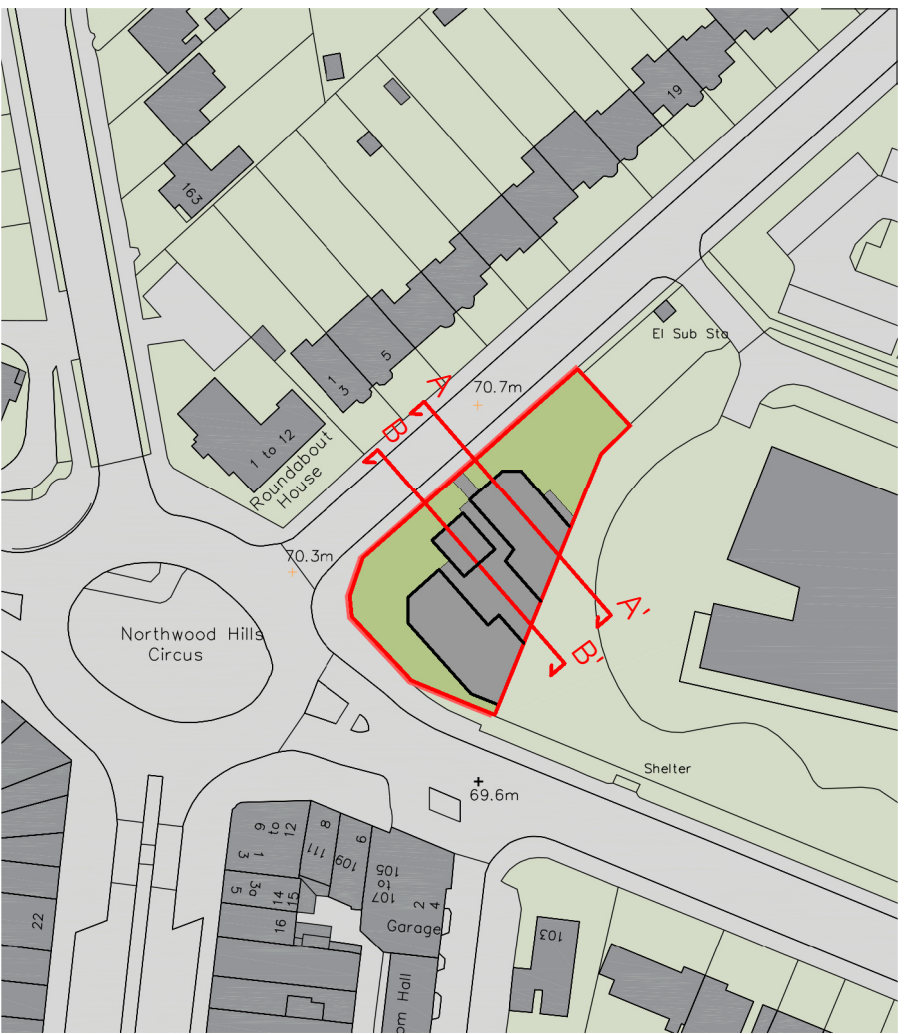 19
163
El Sub Sta
5
1
3
A
70.7m
B
1 to 12
Roundabout
House
70.3m
A'
Northwood Hills
Circus
B'
Shelter
69.6m
9
to
12
1
3
8
111
6
109
105
to
107
2
4
Garage
5
3a
14
15
16
22
103
om Hall